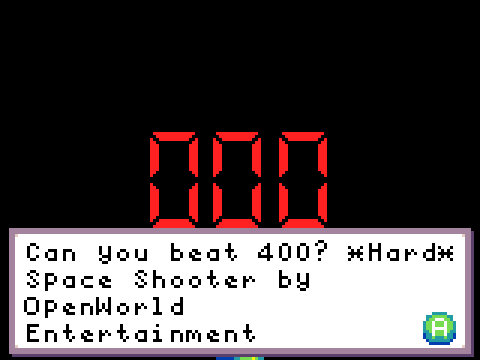 000
Can you beat 400? *Hard*
Space Shooter by
OpenWorld
Entertainment
A